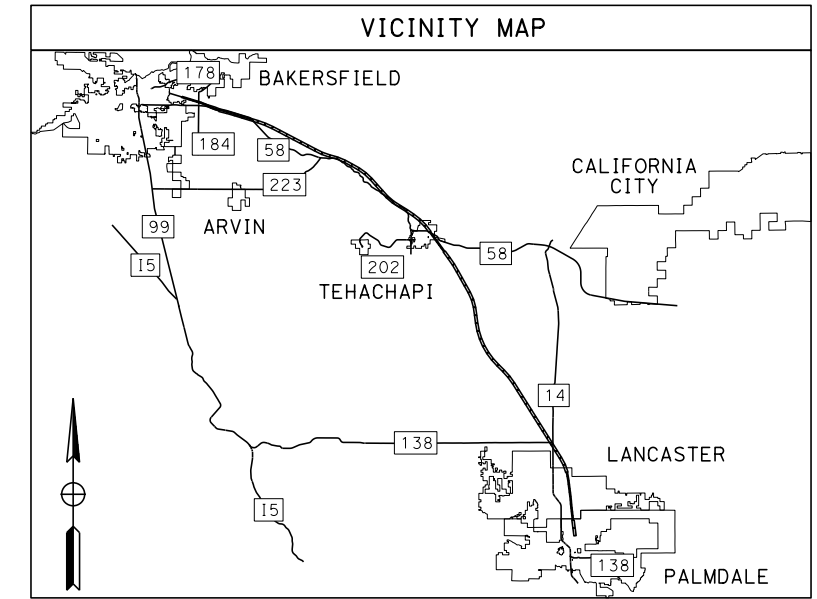 VICINITY MAP
178
BAKERSFIELD
184
58
CALIFORNIA
CITY
223
99
ARVIN
I5
202
58
TEHACHAPI
14
138
LANCASTER
I5
138
PALMDALE